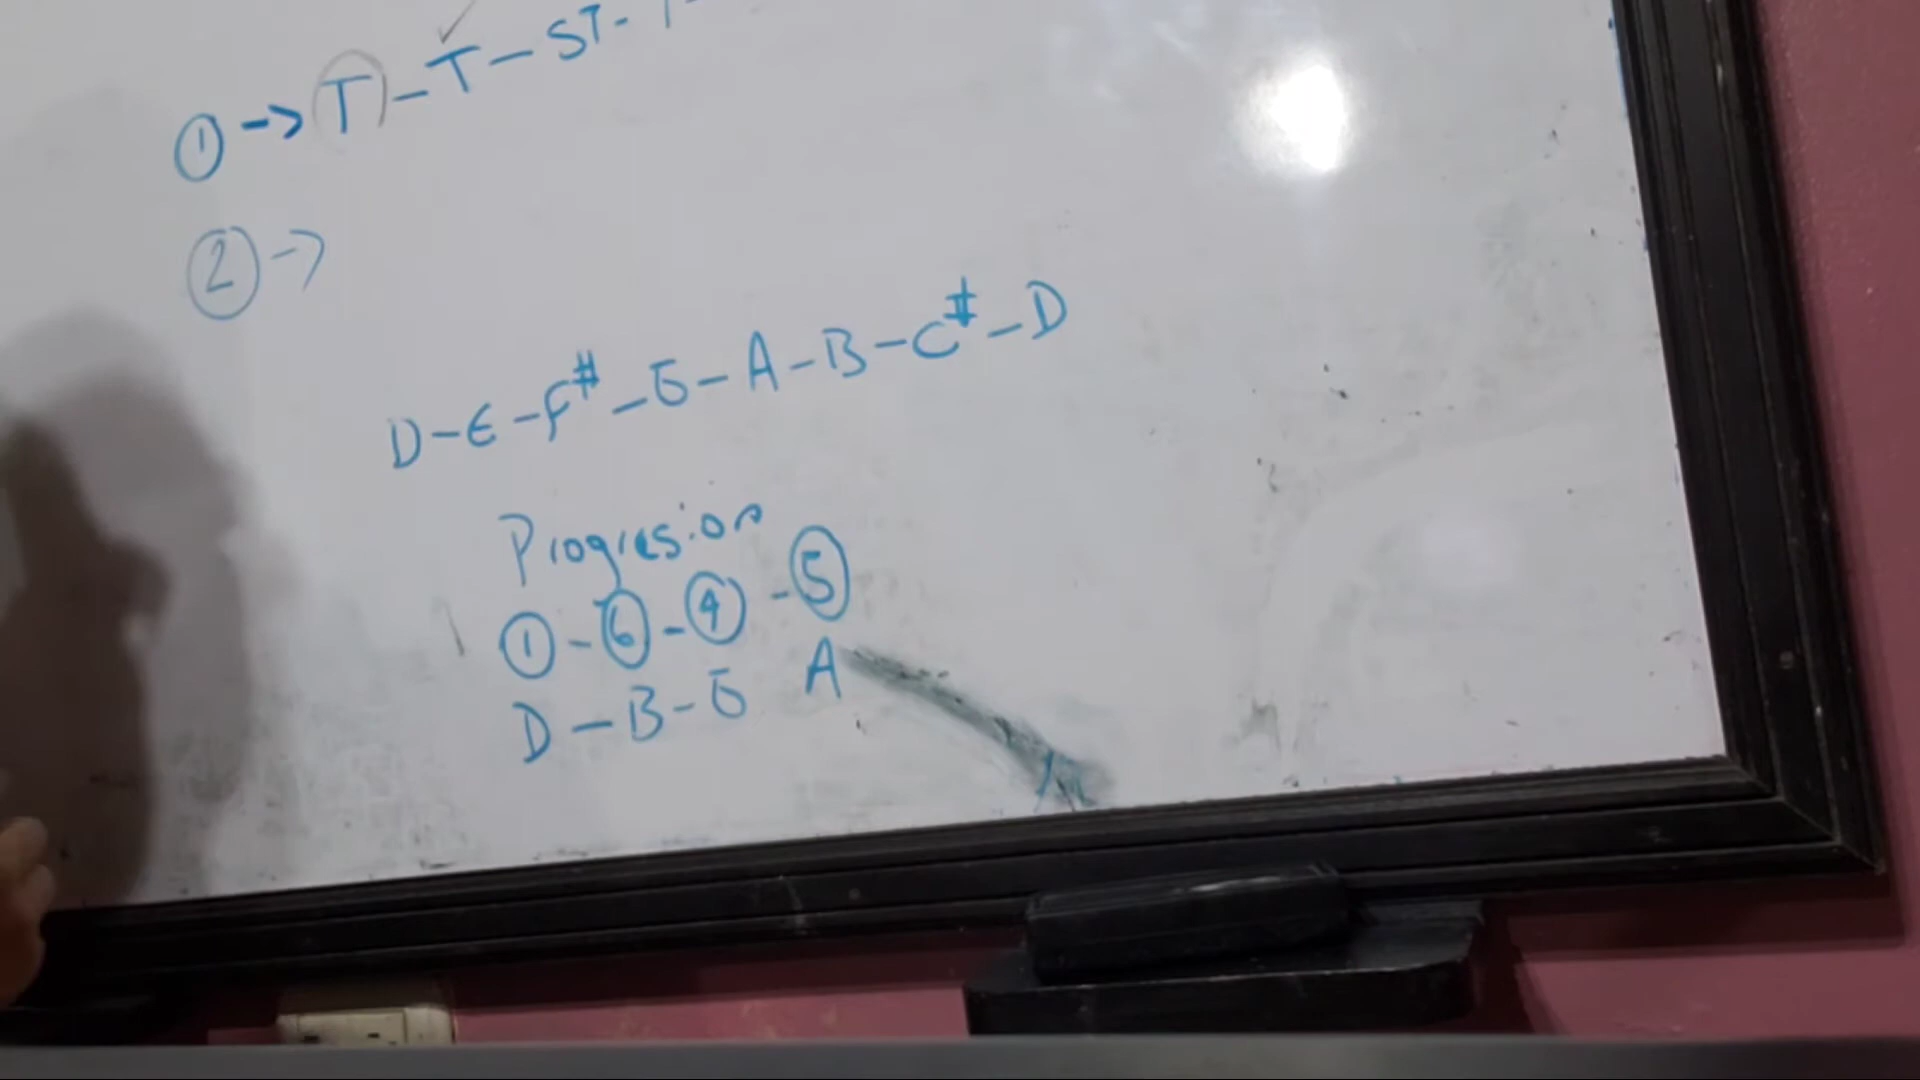 ① -> T - T - ST - T -
② ->
D - E - F# - G - A - B - C# - D
Progresion
① - ⑥ - ④ - ⑤
D - B - G A